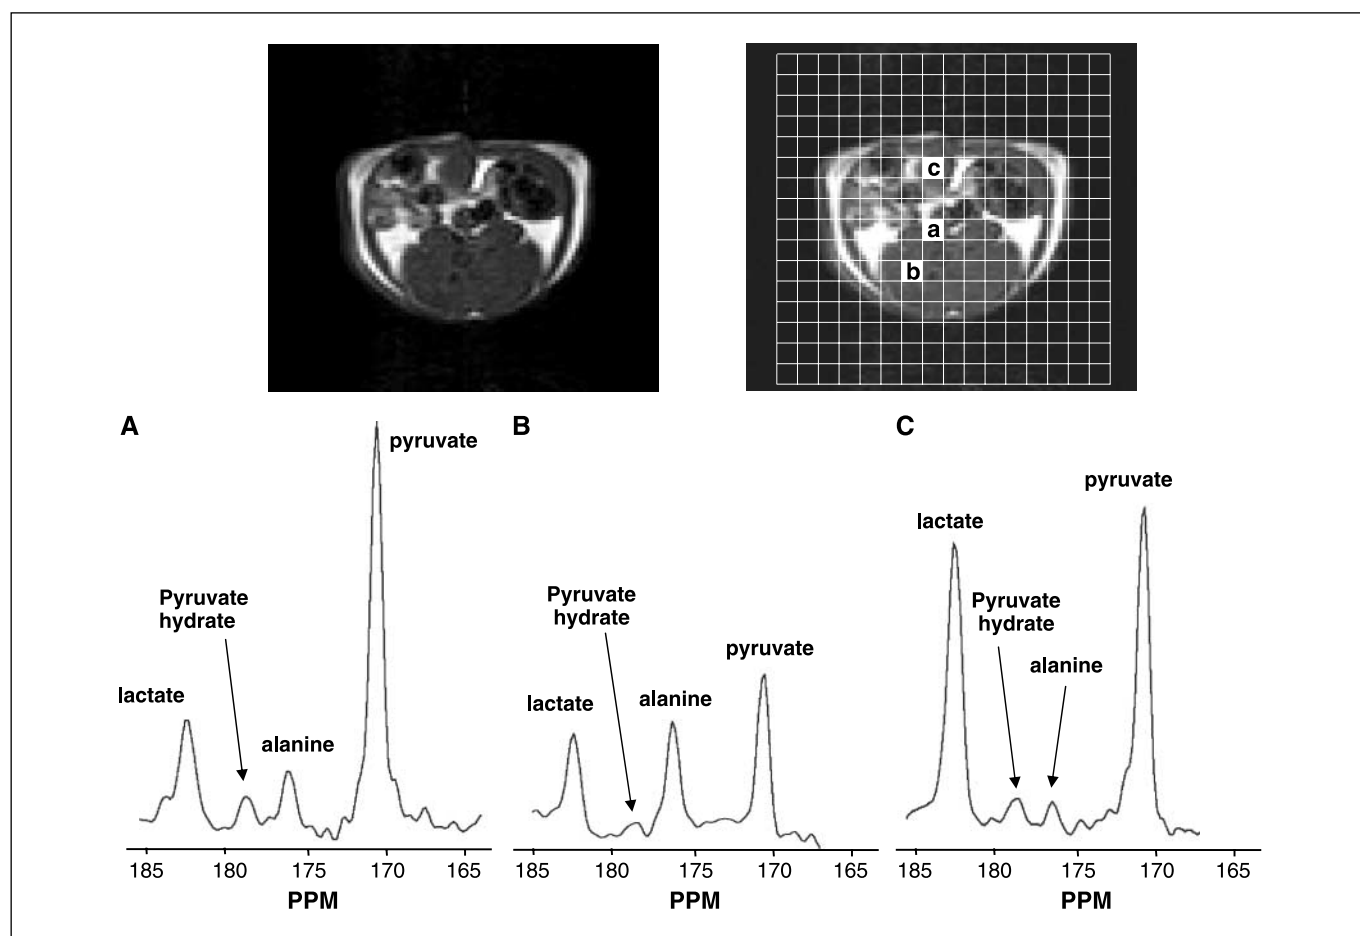 c
a
b
A
B
C
pyruvate
pyruvate
lactate
Pyruvate
hydrate
Pyruvate
hydrate
Pyruvate
hydrate
pyruvate
alanine
lactate
alanine
lactate
alanine
185 180 175 170 165
185 180 175 170 165
185 180 175 170 165
PPM
PPM
PPM